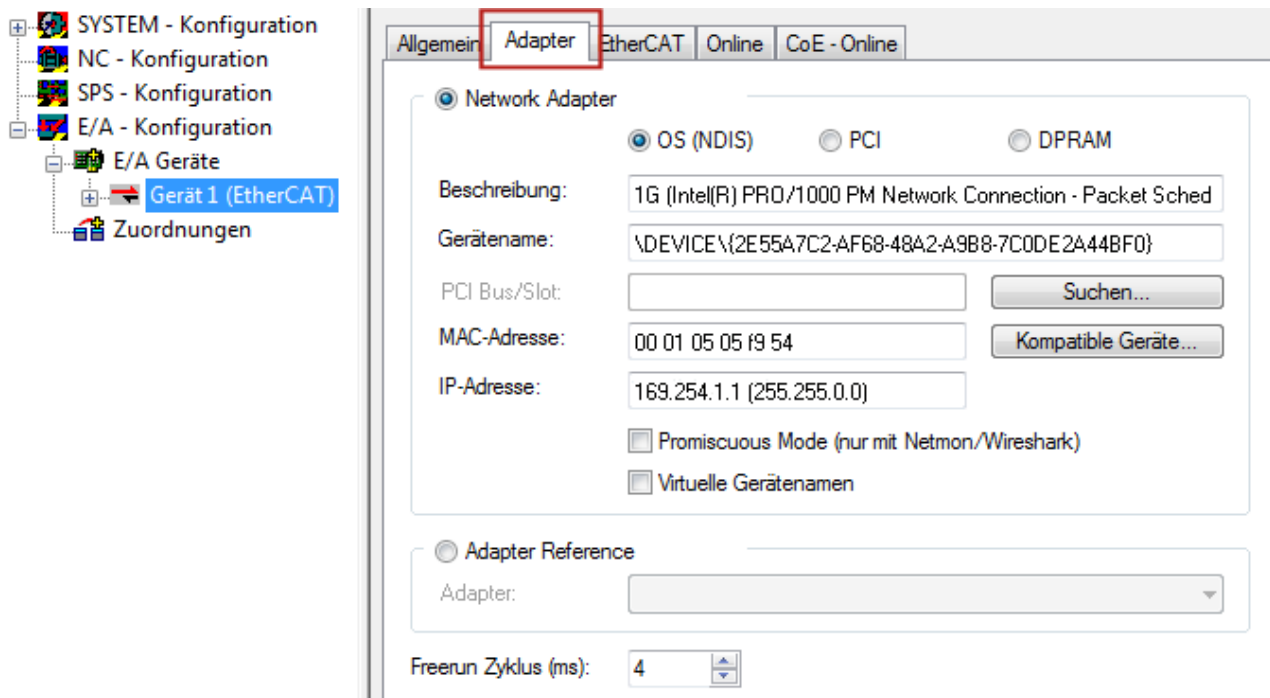 SYSTEM - Konfiguration
NC - Konfiguration
SPS - Konfiguration
E/A - Konfiguration
E/A Geräte
Gerät 1 (EtherCAT)
Zuordnungen
Allgemein Adapter EtherCAT Online CoE - Online
Network Adapter
OS (NDIS) PCI DPRAM
Beschreibung: 1G (Intel(R) PRO/1000 PM Network Connection - Packet Sched
Gerätename: \DEVICE\{2E55A7C2-AF68-48A2-A9B8-7C0DE2A44BF0}
PCI Bus/Slot: Suchen...
MAC-Adresse: 00 01 05 05 f9 54 Kompatible Geräte...
IP-Adresse: 169.254.1.1 (255.255.0.0)
Promiscuous Mode (nur mit Netmon/Wireshark)
Virtuelle Gerätenamen
Adapter Reference
Adapter:
Freerun Zyklus (ms): 4